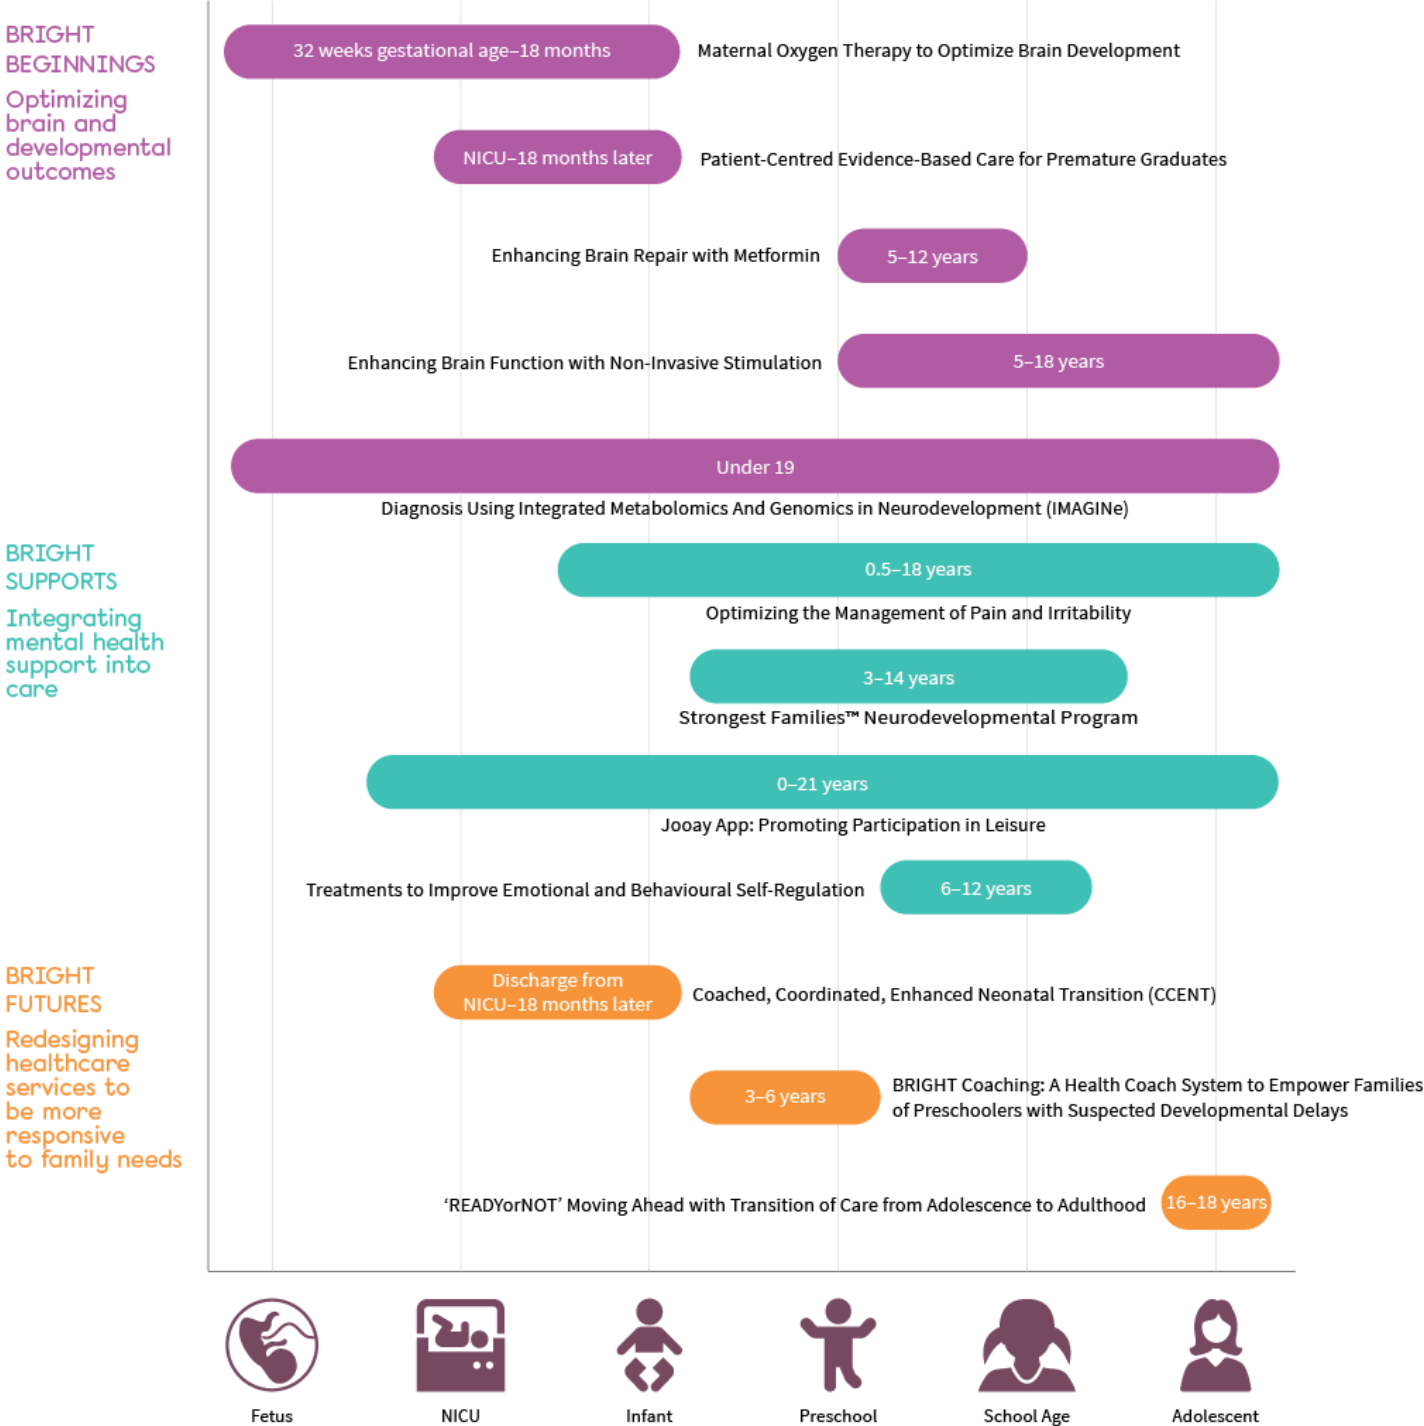 BRIGHT
BEGINNINGS
Optimizing
brain and
developmental
outcomes
32 weeks gestational age–18 months
Maternal Oxygen Therapy to Optimize Brain Development
NICU–18 months later
Patient-Centred Evidence-Based Care for Premature Graduates
Enhancing Brain Repair with Metformin
5–12 years
Enhancing Brain Function with Non-Invasive Stimulation
5–18 years
Under 19
Diagnosis Using Integrated Metabolomics And Genomics in Neurodevelopment (IMAGINe)
BRIGHT
SUPPORTS
Integrating
mental health
support into
care
0.5–18 years
Optimizing the Management of Pain and Irritability
3–14 years
Strongest Families™ Neurodevelopmental Program
0–21 years
Jooay App: Promoting Participation in Leisure
Treatments to Improve Emotional and Behavioural Self-Regulation
6–12 years
BRIGHT
FUTURES
Redesigning
healthcare
services to
be more
responsive
to family needs
Discharge from
NICU–18 months later
Coached, Coordinated, Enhanced Neonatal Transition (CCENT)
3–6 years
BRIGHT Coaching: A Health Coach System to Empower Families
of Preschoolers with Suspected Developmental Delays
‘READYorNOT’ Moving Ahead with Transition of Care from Adolescence to Adulthood
16–18 years
Fetus
NICU
Infant
Preschool
School Age
Adolescent